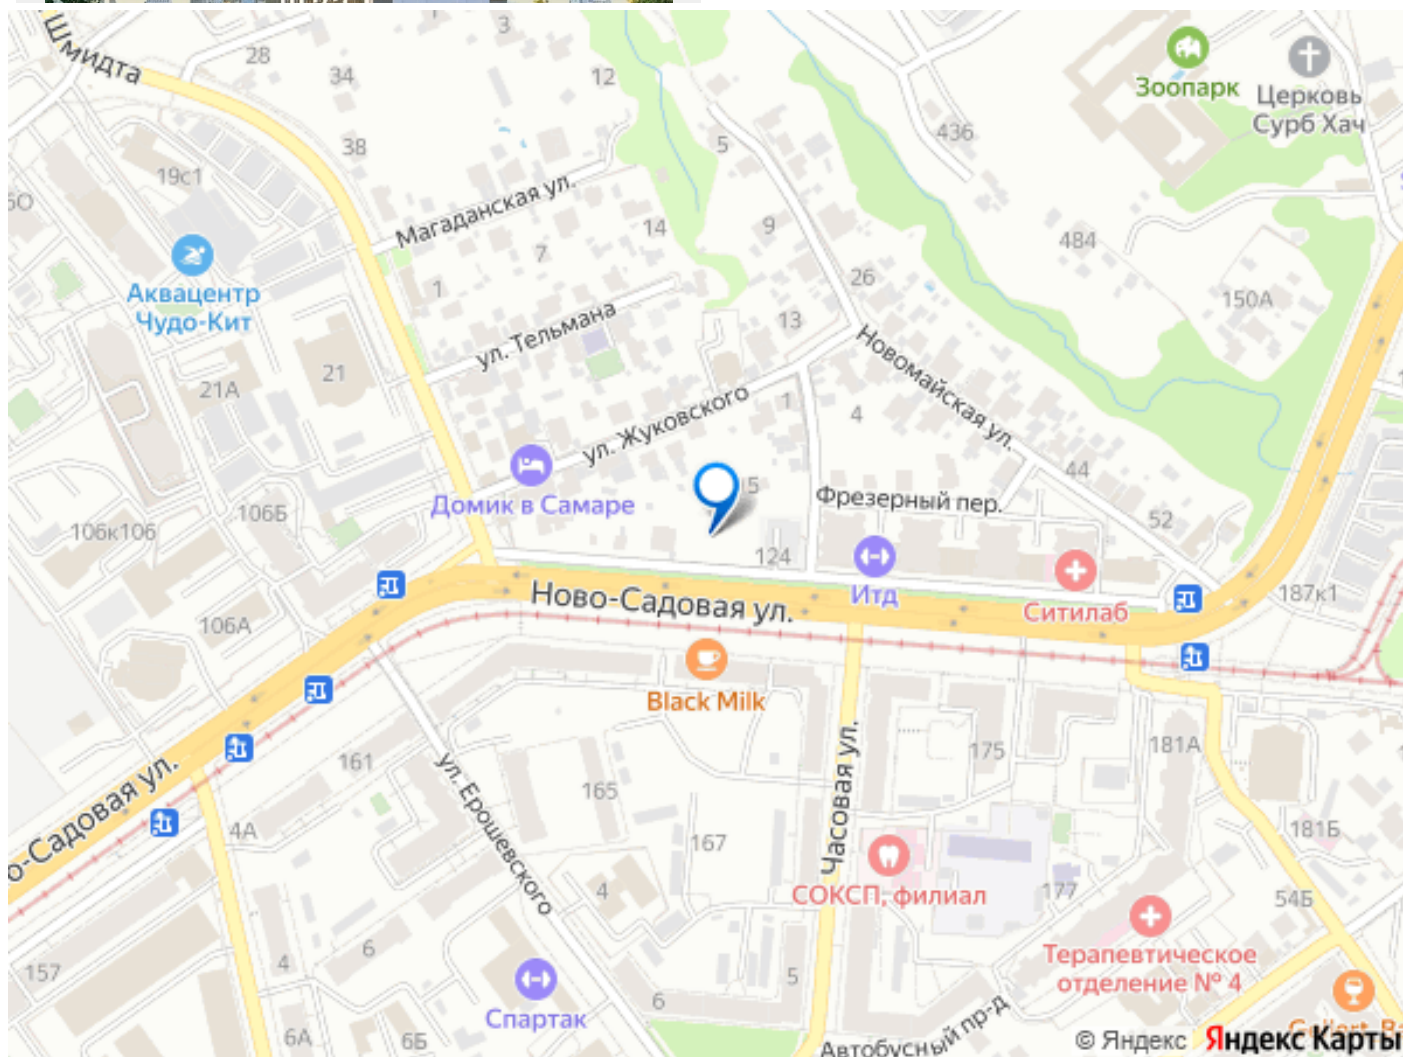 Шмидта
28
3
34
12
38
Зоопарк
Церковь
Сурб Хач
436
5
19с1
Магаданская ул.
14
9
7
484
26
Аквацентр
Чудо-Кит
1
150А
13
ул. Тельмана
Новомайская ул.
21
21А
ул. Жуковского
1
4
44
Домик в Самаре
5
Фрезерный пер.
52
106к106
106Б
124
Итд
Ситилаб
187к1
Ново-Садовая ул.
106А
Black Milk
161
175
181А
ул. Ерошевского
165
Часовая ул.
4А
о-Садовая ул.
167
181Б
4
СОКСП, филиал
177
54Б
6
4
157
Терапевтическое
отделение № 4
5
6
Спартак
6А
6Б
Автобусный пр-д
© Яндекс
Яндекс Карты